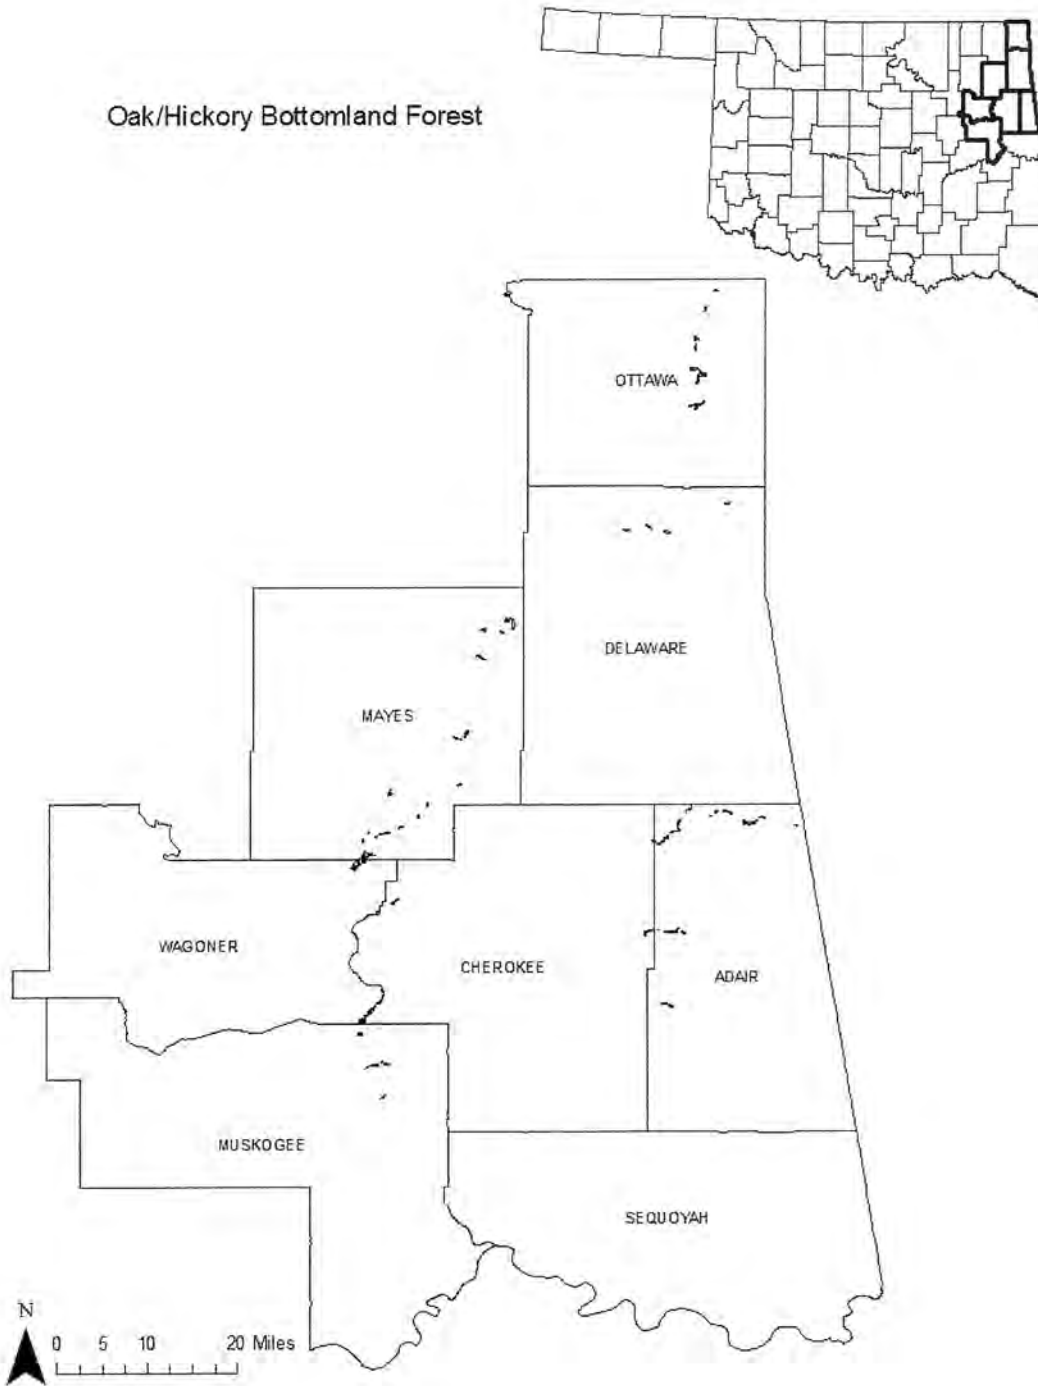 Oak/Hickory Bottomland Forest
OTTAWA
DELAWARE
MAYES
WAGONER
CHEROKEE
ADAIR
MUSKOGEE
SEQUOYAH
N
0 5 10 20 Miles